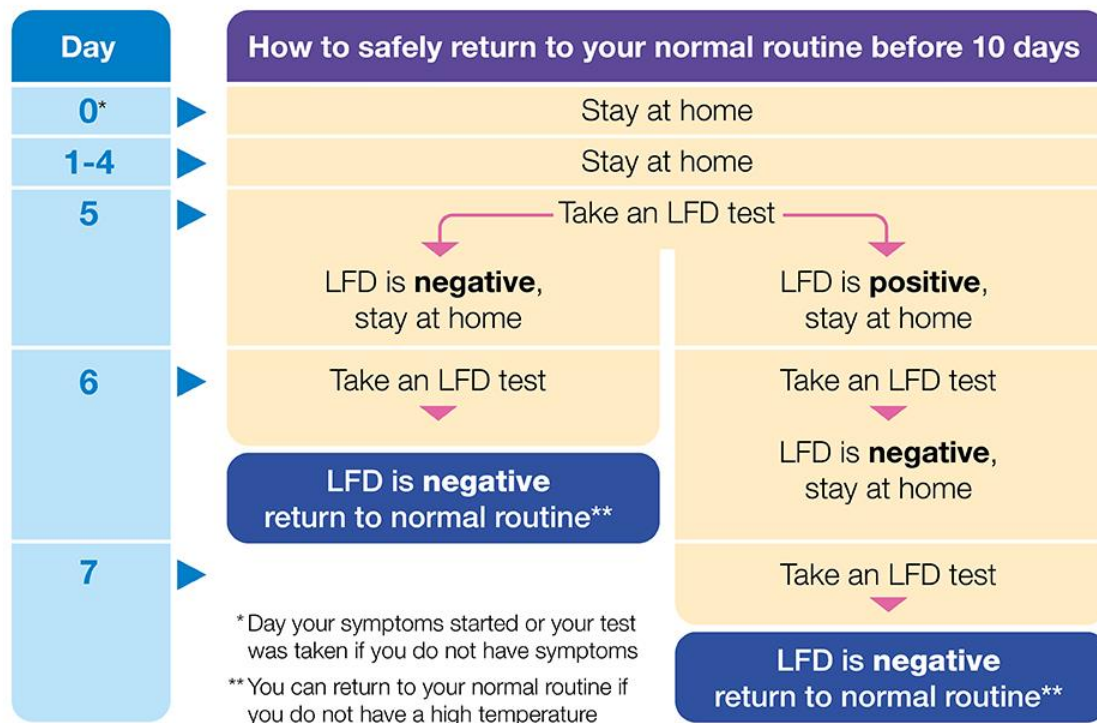 Day
How to safely return to your normal routine before 10 days
0*
Stay at home
1-4
Stay at home
5
Take an LFD test
LFD is negative,
stay at home
LFD is positive,
stay at home
6
Take an LFD test
LFD is negative
return to normal routine**
Take an LFD test
LFD is negative,
stay at home
7
Take an LFD test
LFD is negative
return to normal routine**
* Day your symptoms started or your test
was taken if you do not have symptoms
** You can return to your normal routine if
you do not have a high temperature